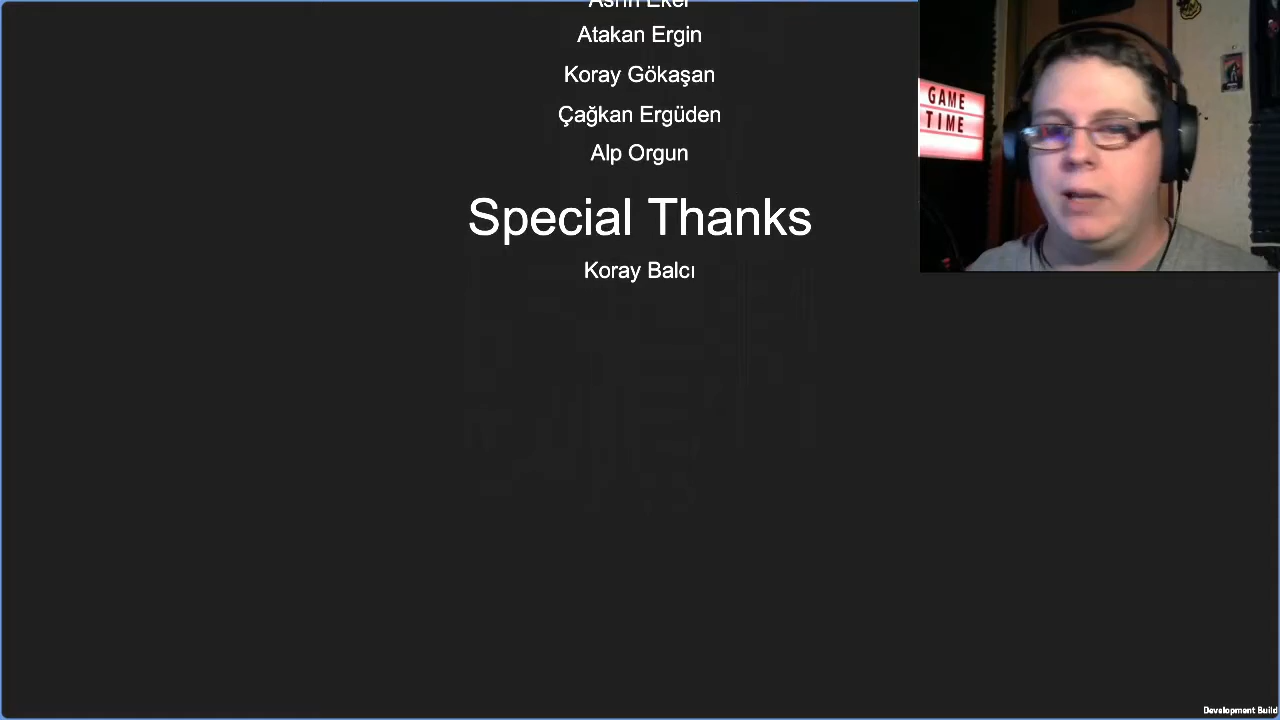 Atakan Ergin
Koray Gökaşan
Çağkan Ergüden
Alp Orgun
Special Thanks
Koray Balcı
GAME
TIME
Development Build